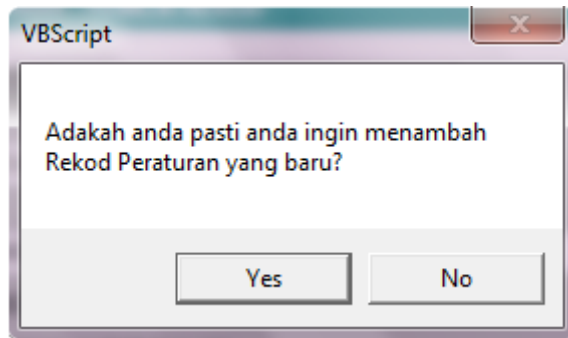 VBScript
Adakah anda pasti anda ingin menambah
Rekod Peraturan yang baru?
Yes
No